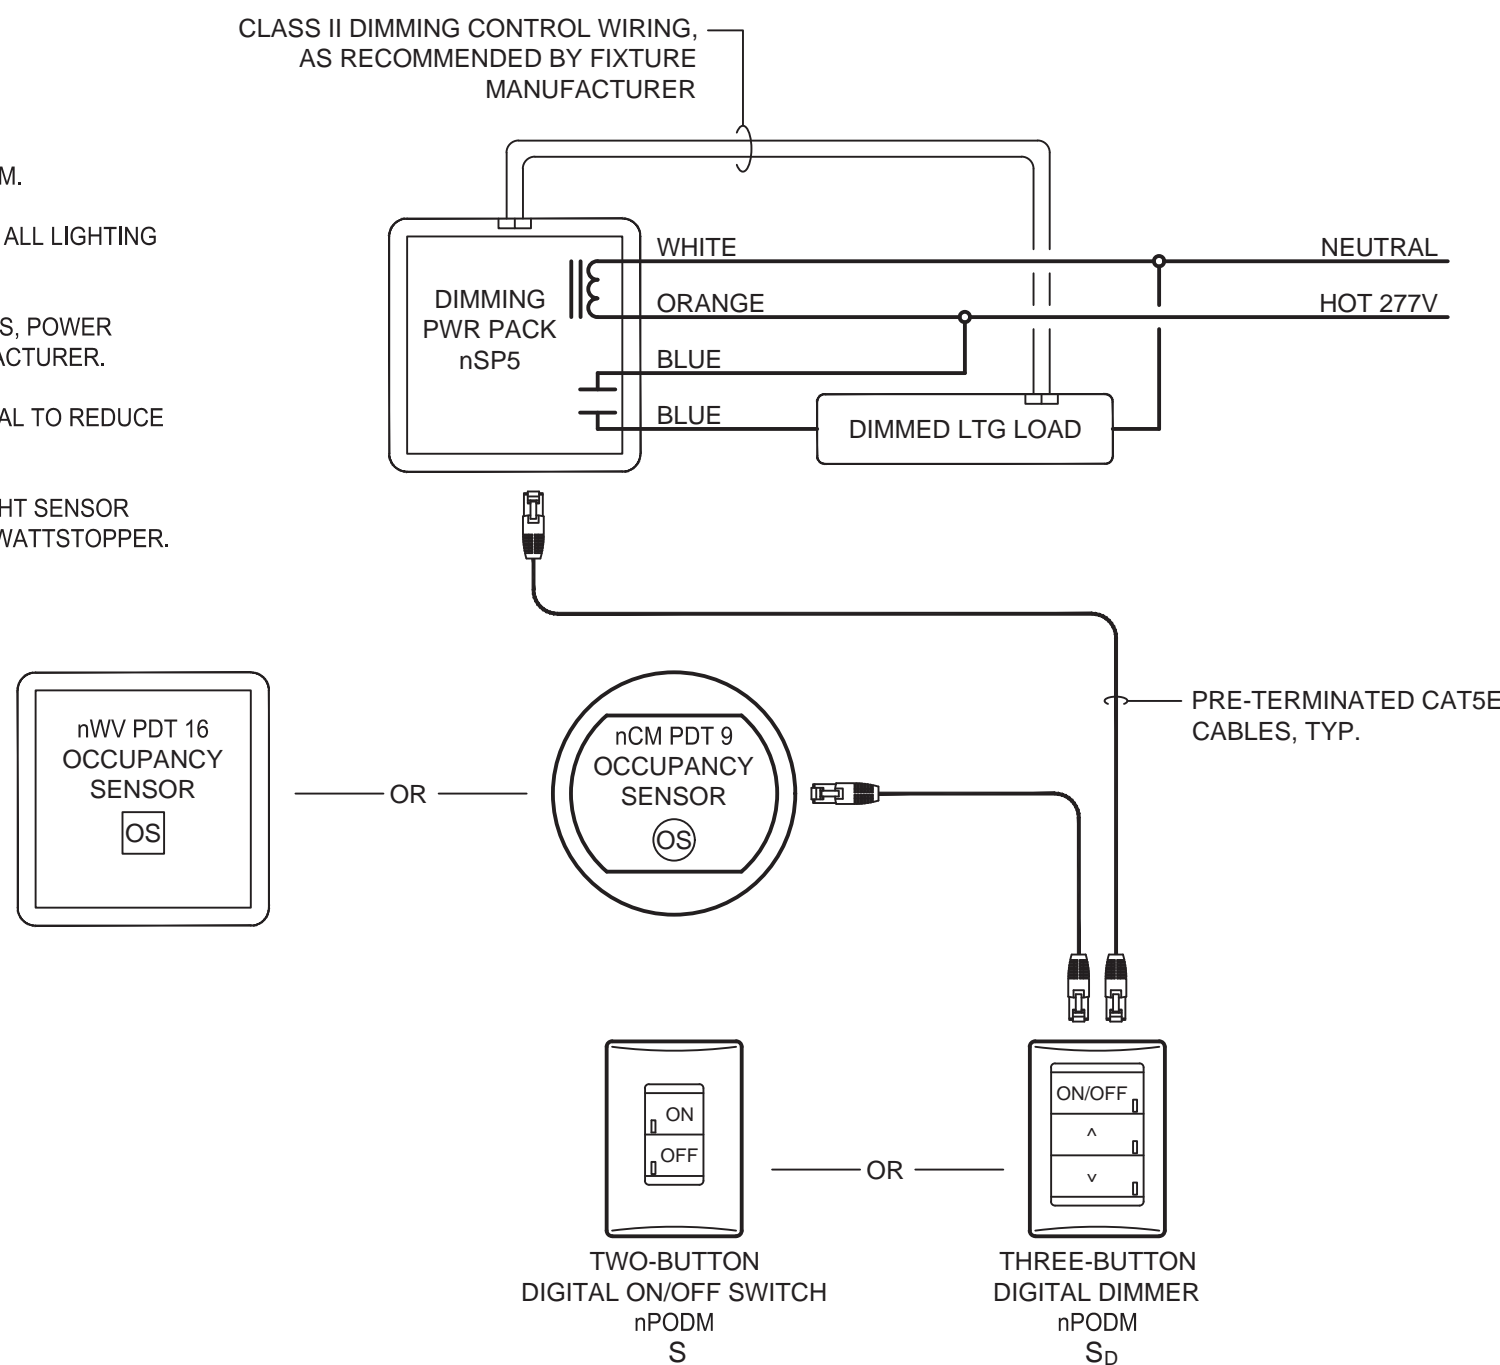 CLASS II DIMMING CONTROL WIRING,
AS RECOMMENDED BY FIXTURE
MANUFACTURER
M.
ALL LIGHTING
S, POWER
ACTURER.
AL TO REDUCE
HT SENSOR
WATTSTOPPER.
DIMMING
PWR PACK
nSP5
WHITE
NEUTRAL
ORANGE
HOT 277V
BLUE
BLUE
DIMMED LTG LOAD
PRE-TERMINATED CAT5E
CABLES, TYP.
nWV PDT 16
OCCUPANCY
SENSOR
OS
OR
nCM PDT 9
OCCUPANCY
SENSOR
OS
ON
OFF
OR
ON/OFF
^
v
TWO-BUTTON
DIGITAL ON/OFF SWITCH
nPODM
S
THREE-BUTTON
DIGITAL DIMMER
nPODM
SD